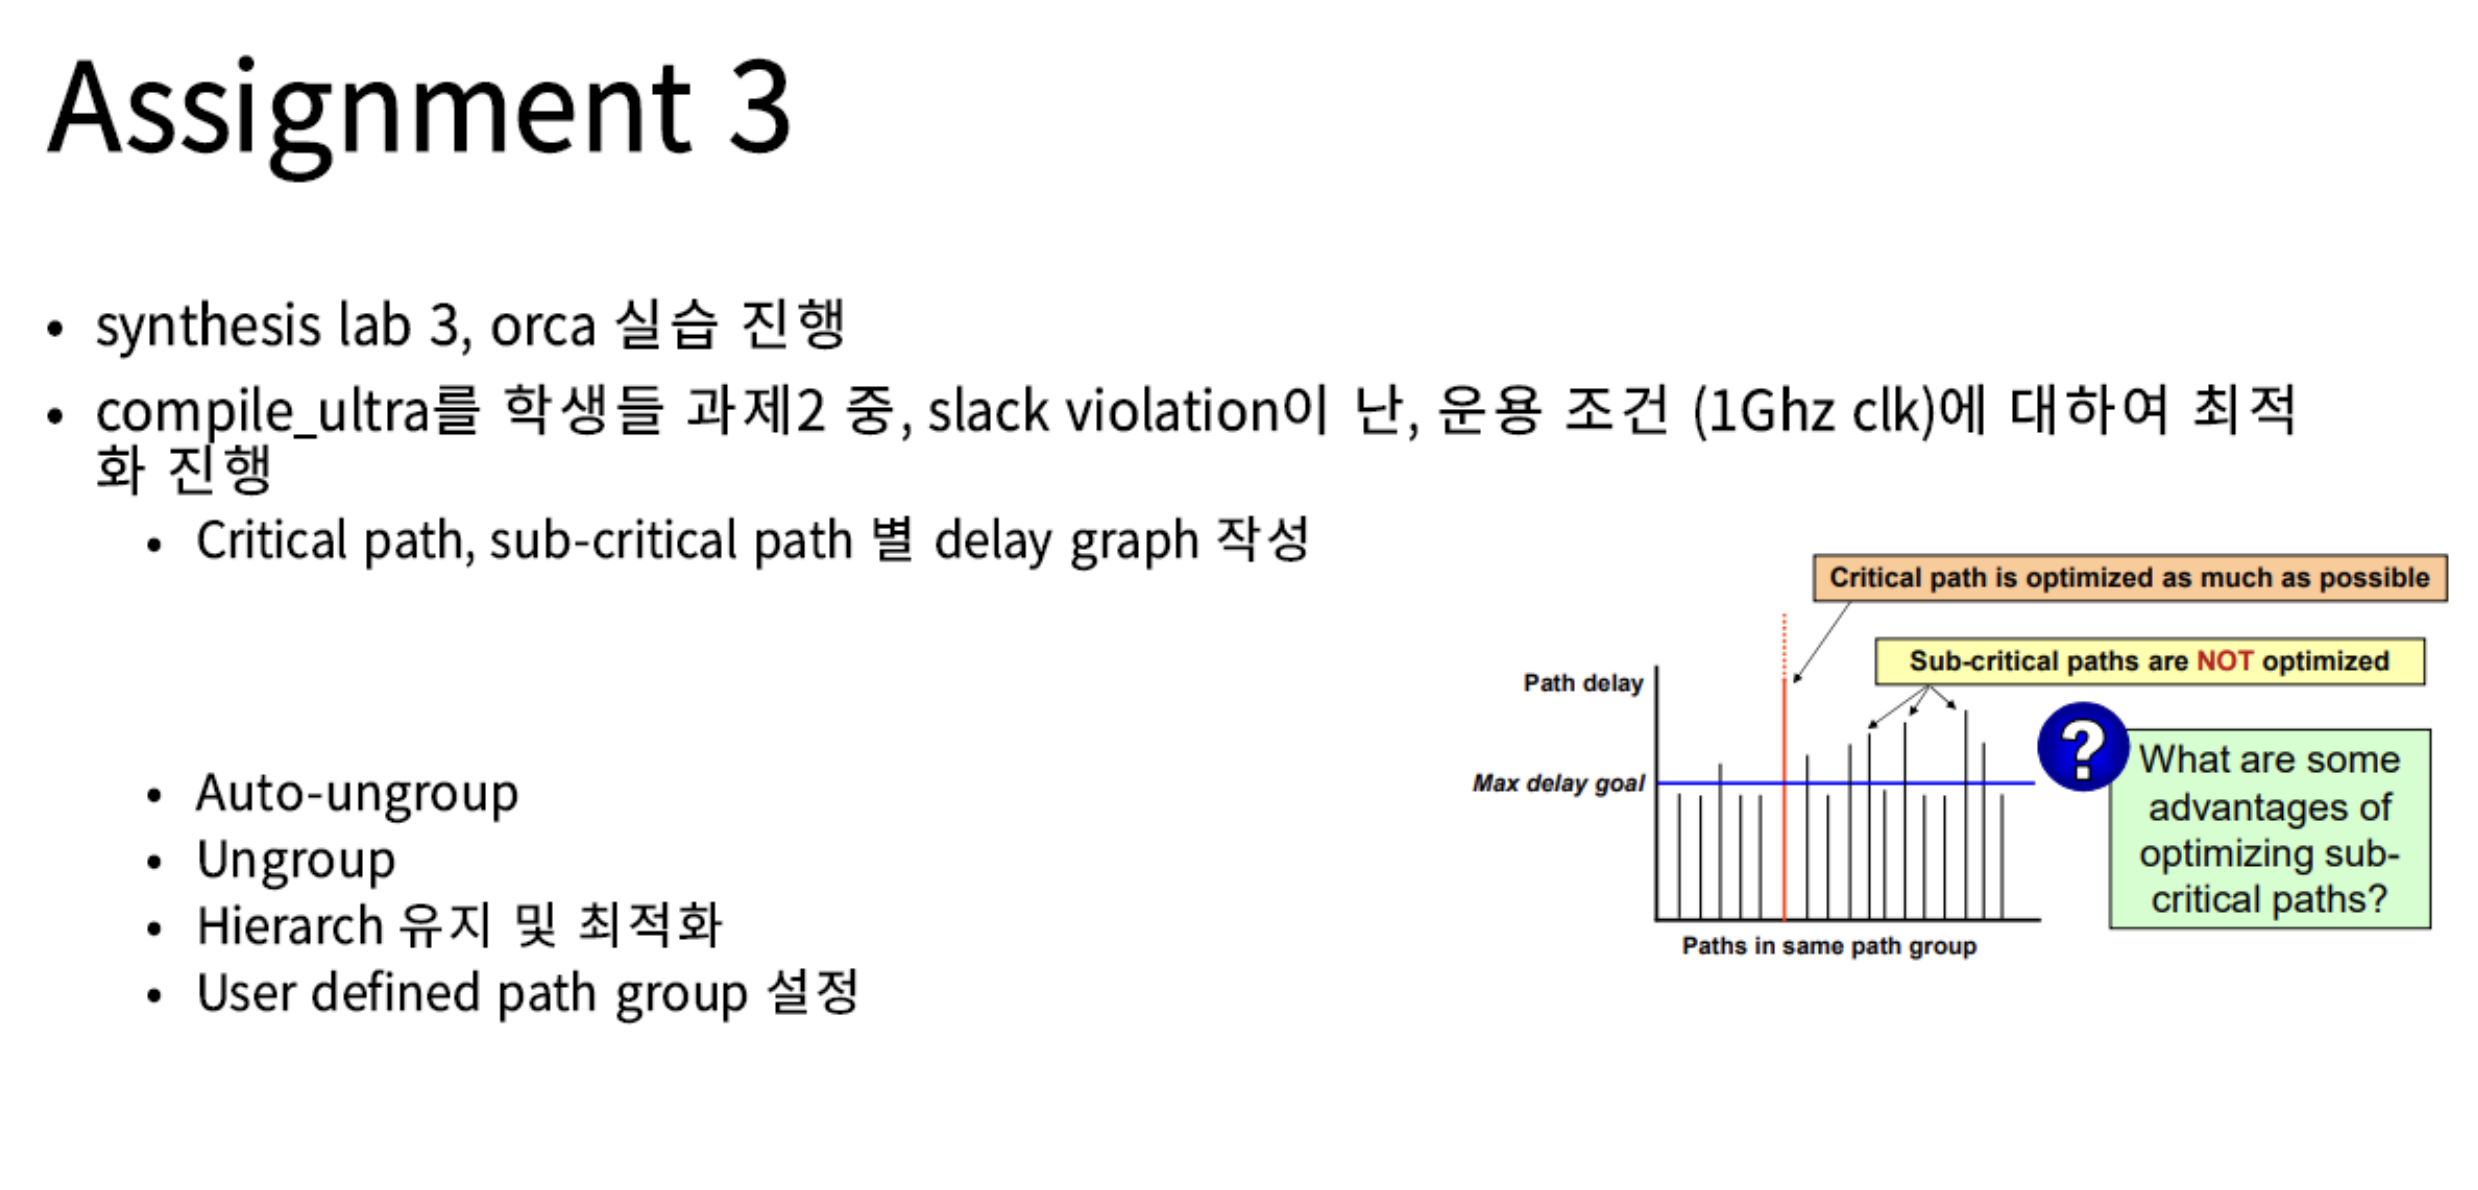 Assignment 3
• synthesis lab 3, orca 실습 진행
• compile_ultra를 학생들 과제2 중, slack violation이 난, 운용 조건 (1Ghz clk)에 대하여 최적
화 진행
• Critical path, sub-critical path 별 delay graph 작성
Critical path is optimized as much as possible
Sub-critical paths are NOT optimized
Path delay
Max delay goal
?
What are some
advantages of
optimizing sub-
critical paths?
Paths in same path group
• Auto-ungroup
• Ungroup
• Hierarch 유지 및 최적화
• User defined path group 설정